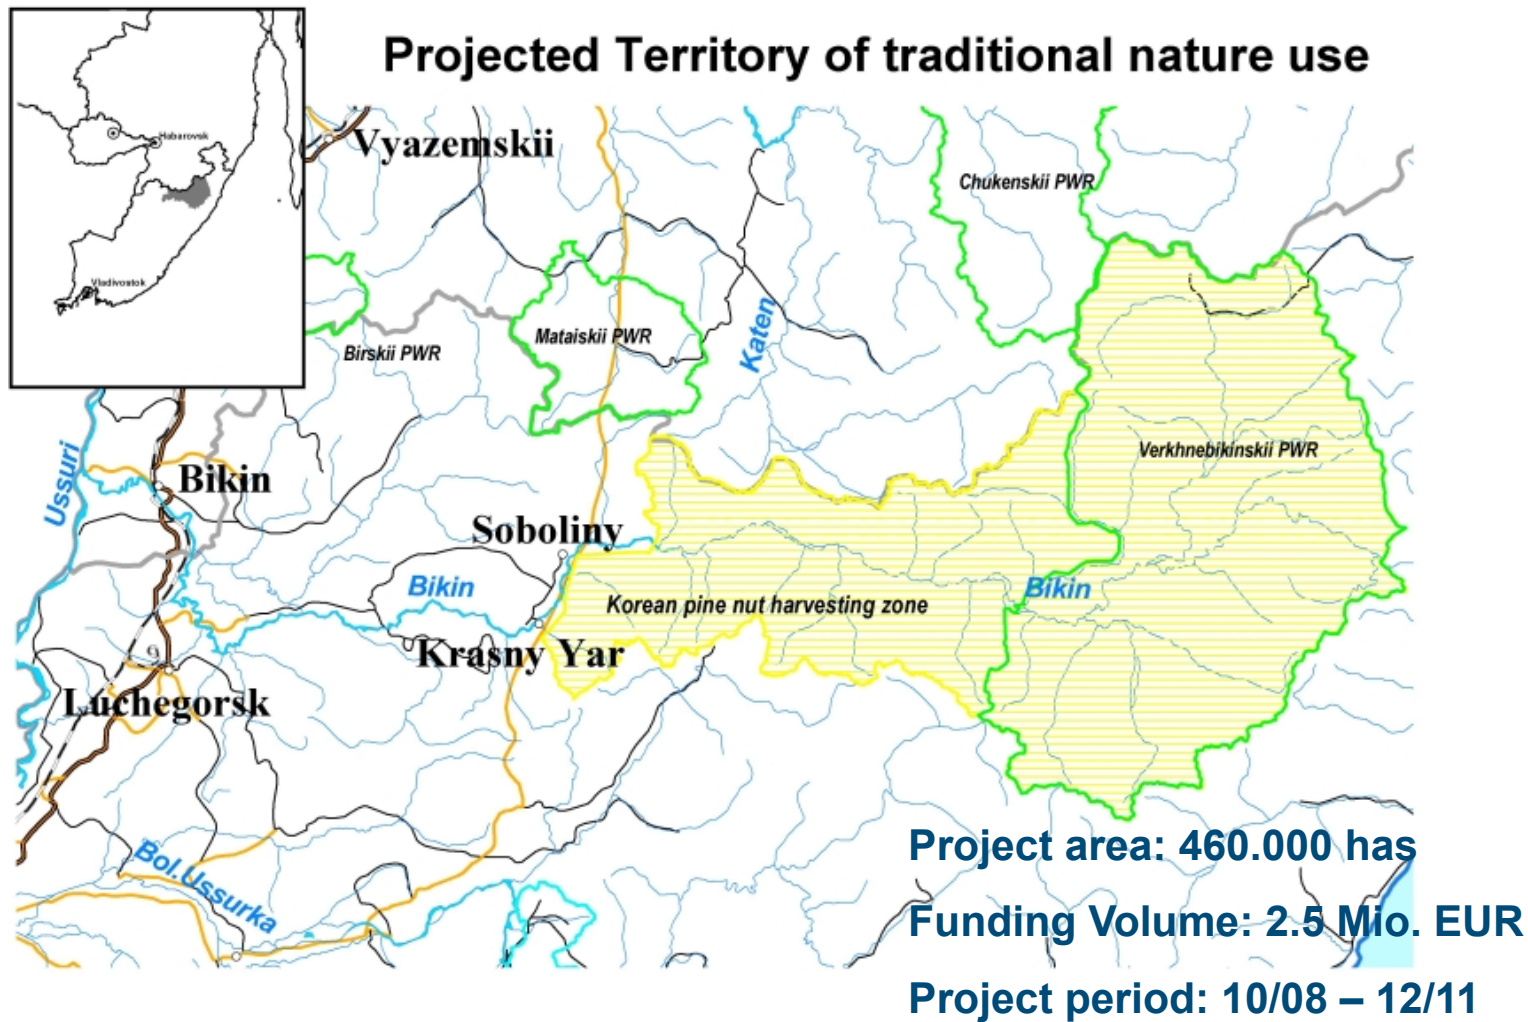 Projected Territory of traditional nature use
Habarovsk
Vladivostok
Vyazemskii
Chukenskii PWR
Katen
Mataiskii PWR
Birskii PWR
Verkhnebikinskii PWR
Ussuri
Bikin
Soboliny
Bikin
Bikin
Korean pine nut harvesting zone
Krasny Yar
9
Luchegorsk
Bol.Ussurka
Project area: 460.000 has
Funding Volume: 2.5 Mio. EUR
Project period: 10/08 – 12/11